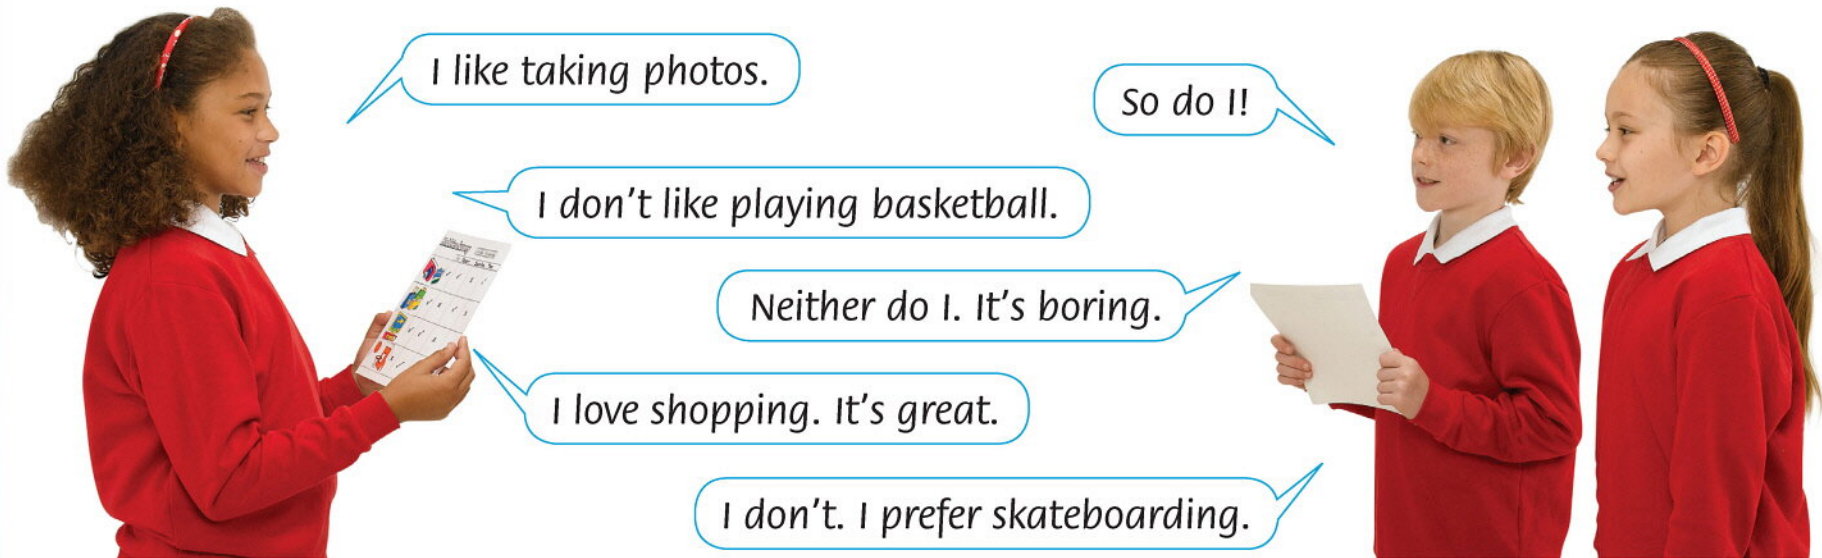 I like taking photos.
So do I!
I don't like playing basketball.
Neither do I. It's boring.
I love shopping. It's great.
I don't. I prefer skateboarding.